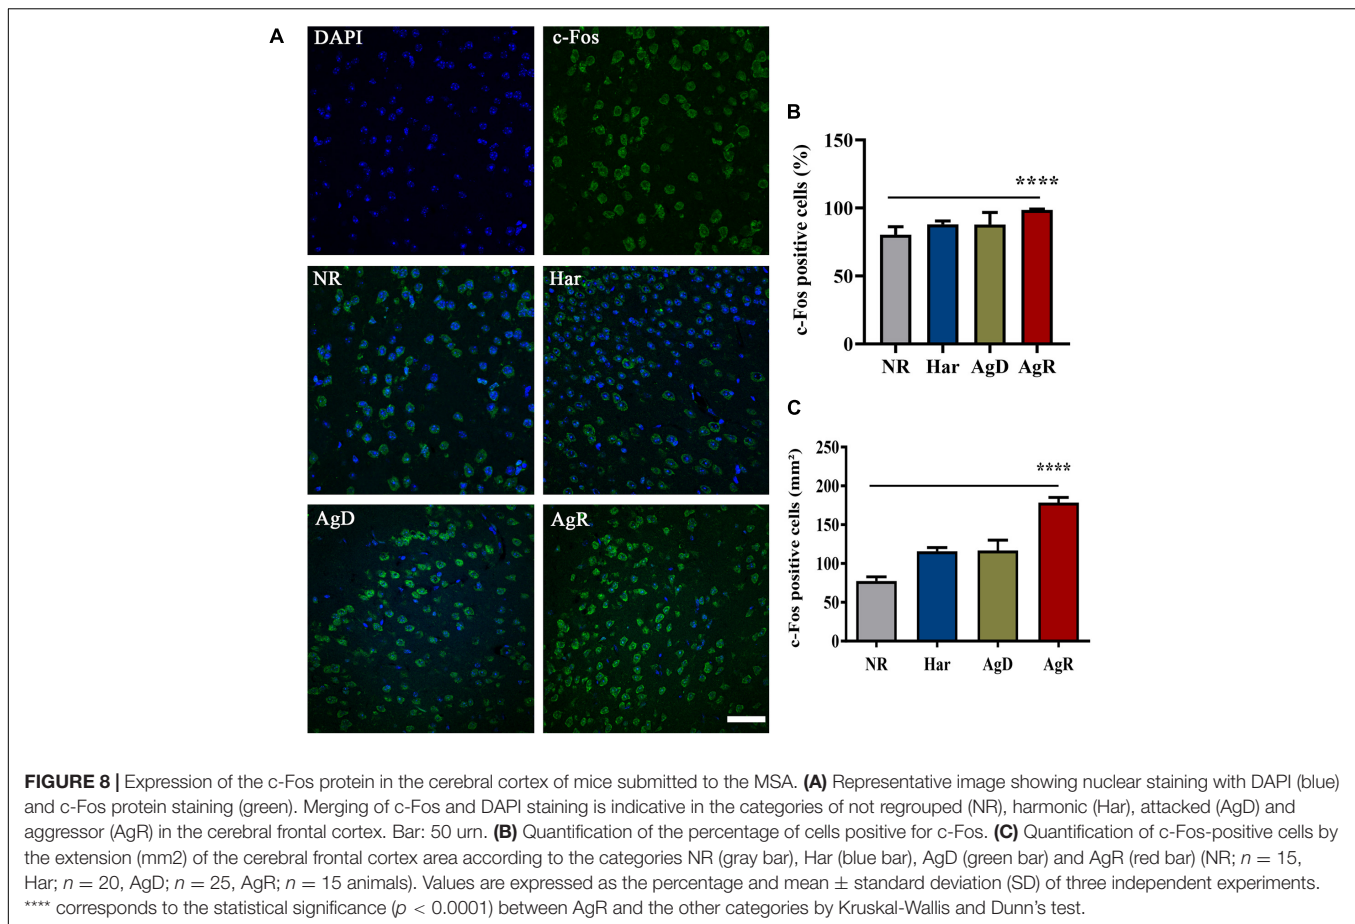 A
DAPI
c-Fos
NR
Har
AgD
AgR
B
c-Fos positive cells (%)
150
100
50
0
****
NR Har AgD AgR
C
c-Fos positive cells (mm²)
250
200
150
100
50
0
****
NR Har AgD AgR
FIGURE 8 | Expression of the c-Fos protein in the cerebral cortex of mice submitted to the MSA. (A) Representative image showing nuclear staining with DAPI (blue)
and c-Fos protein staining (green). Merging of c-Fos and DAPI staining is indicative in the categories of not regrouped (NR), harmonic (Har), attacked (AgD) and
aggressor (AgR) in the cerebral frontal cortex. Bar: 50 urn. (B) Quantification of the percentage of cells positive for c-Fos. (C) Quantification of c-Fos-positive cells by
the extension (mm2) of the cerebral frontal cortex area according to the categories NR (gray bar), Har (blue bar), AgD (green bar) and AgR (red bar) (NR; n = 15,
Har; n = 20, AgD; n = 25, AgR; n = 15 animals). Values are expressed as the percentage and mean ± standard deviation (SD) of three independent experiments.
**** corresponds to the statistical significance (p < 0.0001) between AgR and the other categories by Kruskal-Wallis and Dunn's test.